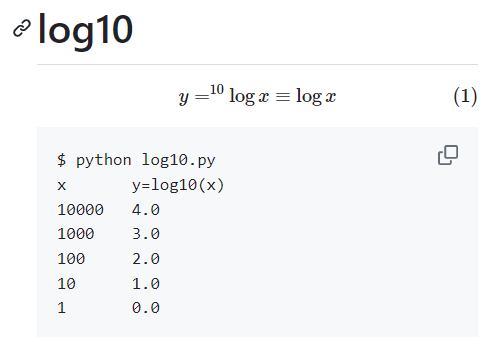 log10
y =¹⁰ log x ≡ log x (1)
$ python log10.py
x y=log10(x)
10000 4.0
1000 3.0
100 2.0
10 1.0
1 0.0